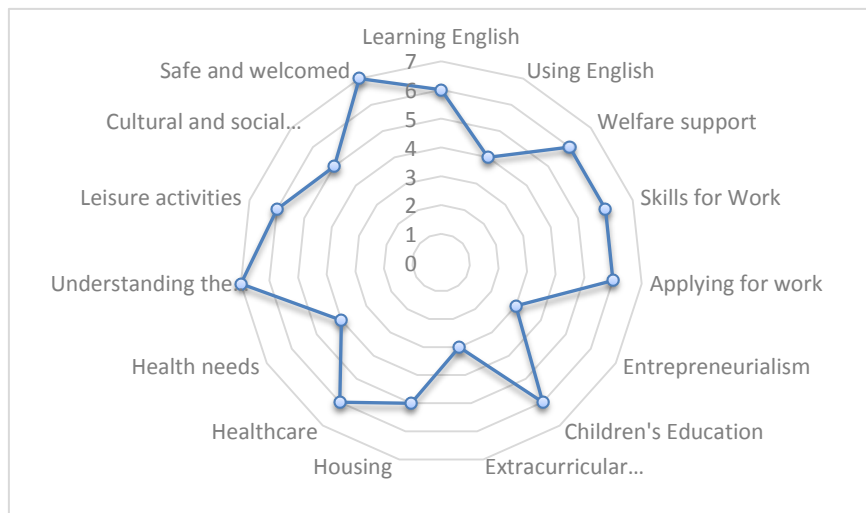 Learning English
Using English
Welfare support
Skills for Work
Applying for work
Entrepreneurialism
Children's Education
Extracurricular...
Housing
Healthcare
Health needs
Understanding the...
Leisure activities
Cultural and social...
Safe and welcomed
7
6
5
4
3
2
1
0